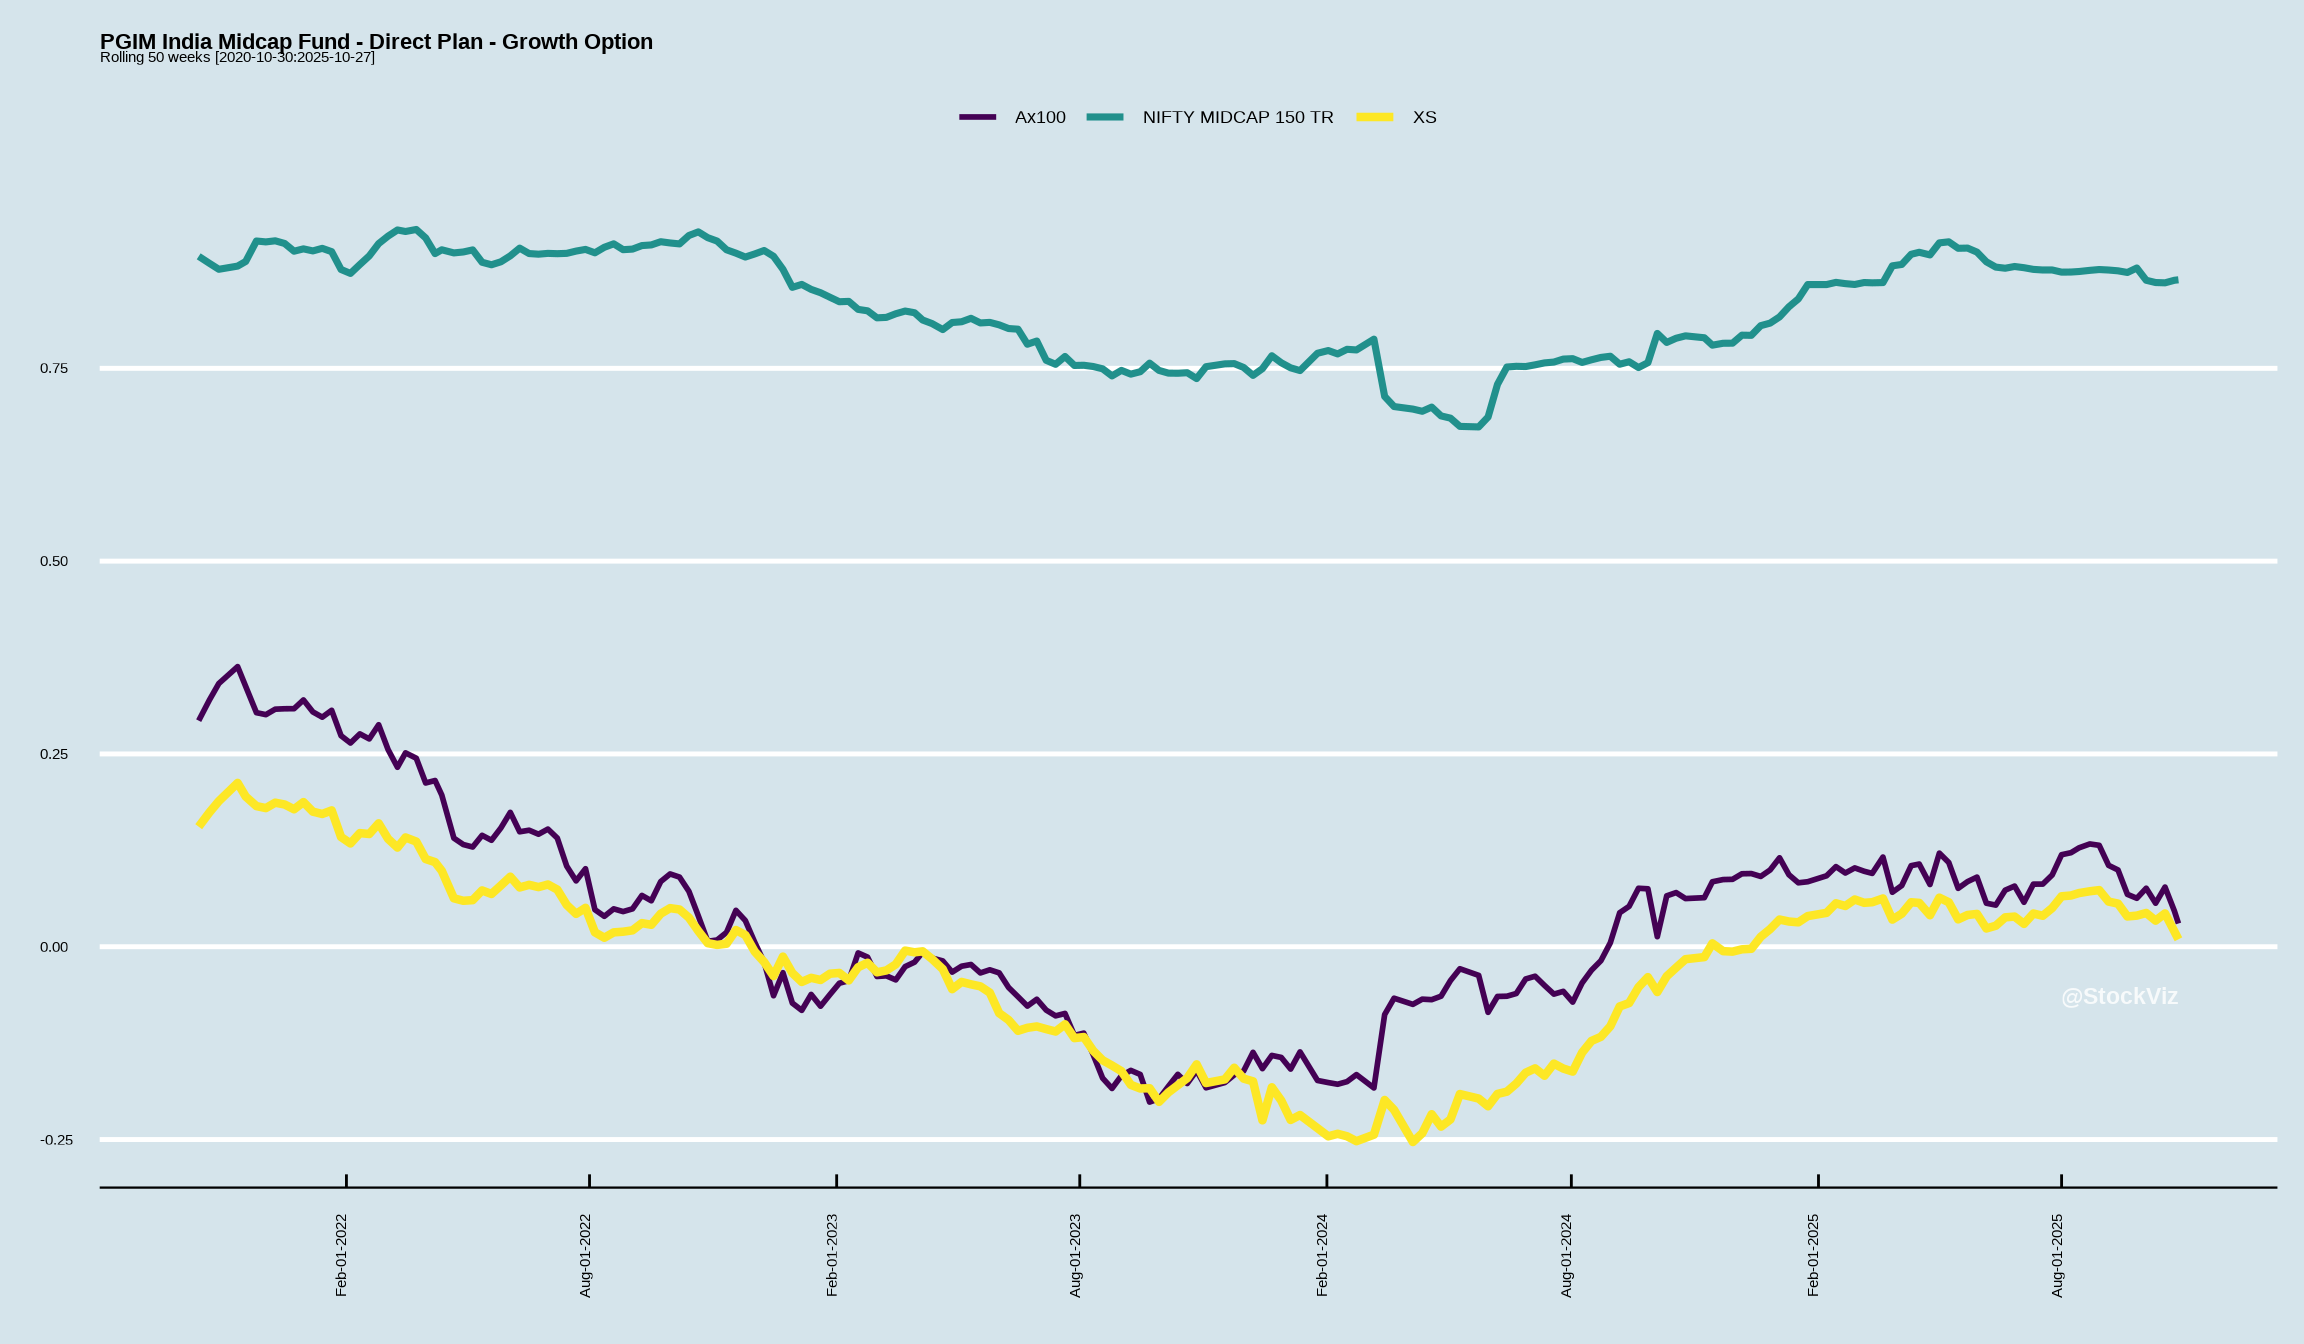 PGIM India Midcap Fund - Direct Plan - Growth Option
Rolling 50 weeks [2020-10-30:2025-10-27]
Ax100 NIFTY MIDCAP 150 TR XS
0.75
0.50
0.25
0.00
@StockViz
-0.25
Feb-01-2022 Aug-01-2022 Feb-01-2023 Aug-01-2023 Feb-01-2024 Aug-01-2024 Feb-01-2025 Aug-01-2025